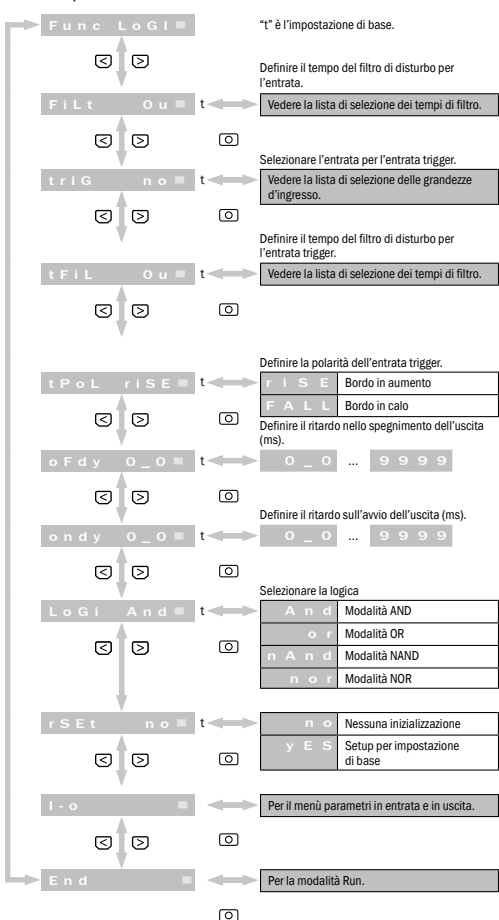 Func LoGI
“t” è l'impostazione di base.
Definire il tempo del filtro di disturbo per
l'entrata.
FiLt 0u t
Vedere la lista di selezione dei tempi di filtro.
Selezionare l'entrata per l'entrata trigger.
triG no t
Vedere la lista di selezione delle grandezze
d'ingresso.
Definire il tempo del filtro di disturbo per
l'entrata trigger.
tFiL 0u t
Vedere la lista di selezione dei tempi di filtro.
Definire la polarità dell'entrata trigger.
tPoL riSE t
riSE Bordo in aumento
FALL Bordo in calo
Definire il ritardo nello spegnimento dell'uscita
(ms).
oFdy 0_0 t
0_0 ... 9999
Definire il ritardo sull'avvio dell'uscita (ms).
ondy 0_0 t
0_0 ... 9999
Selezionare la logica
LoGi And t
And Modalità AND
or Modalità OR
nAnd Modalità NAND
nor Modalità NOR
rSEt no t
no Nessuna inizializzazione
yES Setup per impostazione
di base
I-o
Per il menù parametri in entrata e in uscita.
End
Per la modalità Run.